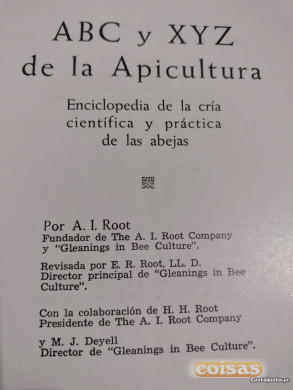 ABC y XYZ
de la Apicultura
Enciclopedia de la cría
científica y práctica
de las abejas
Por A. I. Root
Fundador de The A. I. Root Company
y "Gleanings in Bee Culture".
Revisada por E. R. Root, LL. D.
Director principal de "Gleanings in Bee
Culture".
Con la colaboración de H. H. Root
Presidente de The A. I. Root Company
y M. J. Deyell
Director de "Gleanings in Bee Culture".
coisas